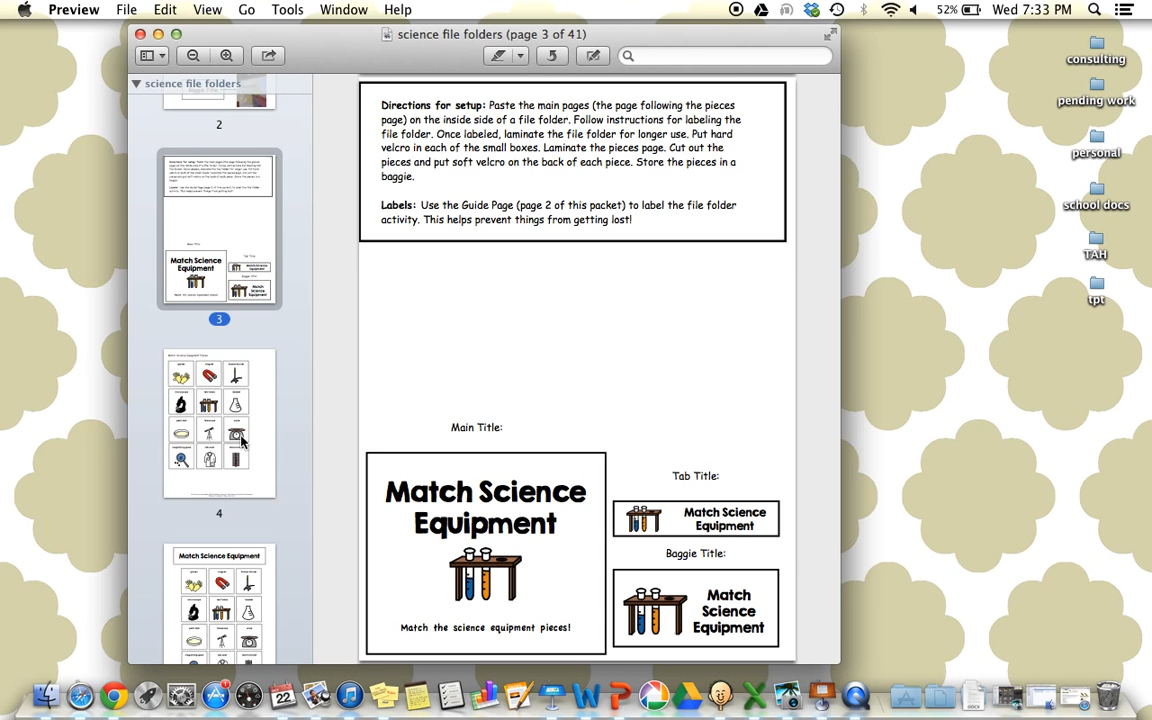 Preview File Edit View Go Tools Window Help
52% Wed 7:33 PM
science file folders (page 3 of 41)
science file folders
2
3
4
Match Science Equipment
Directions for setup: Paste the main pages (the page following the pieces
page) on the inside side of a file folder. Follow instructions for labeling the
file folder. Once labeled, laminate the file folder for longer use. Put hard
velcro in each of the small boxes. Laminate the pieces page. Cut out the
pieces and put soft velcro on the back of each piece. Store the pieces in a
baggie.
Labels: Use the Guide Page (page 2 of this packet) to label the file folder
activity. This helps prevent things from getting lost!
Main Title:
Match Science
Equipment
Match the science equipment pieces!
Tab Title:
Match Science
Equipment
Baggie Title:
Match
Science
Equipment
consulting
pending work
personal
school docs
TAH
tpt